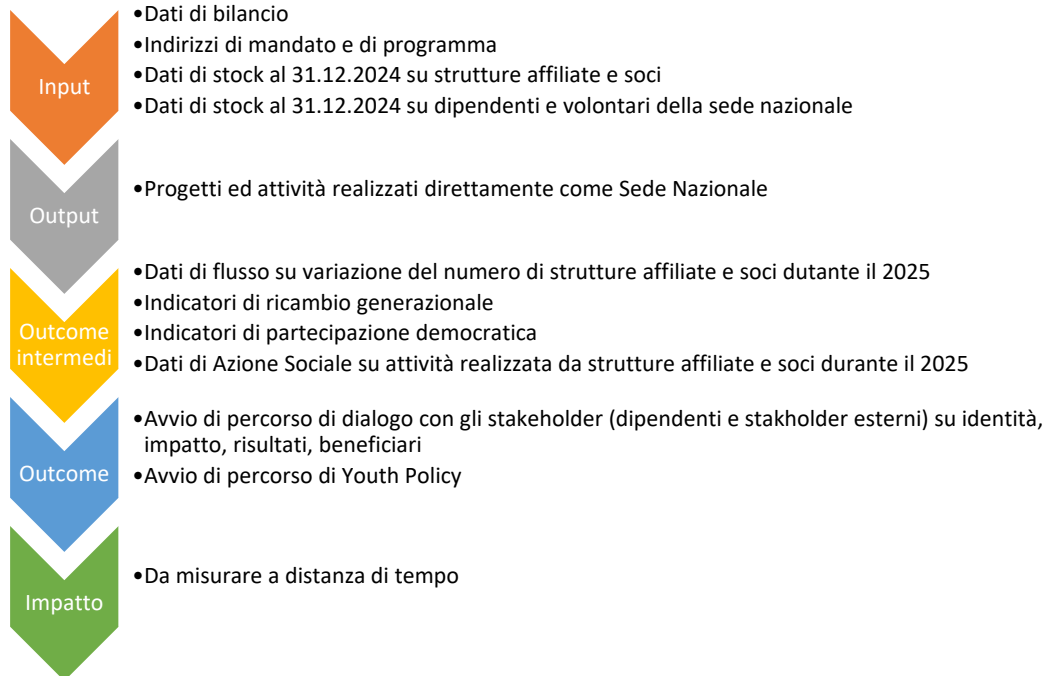 Input
•Dati di bilancio
•Indirizzi di mandato e di programma
•Dati di stock al 31.12.2024 su strutture affiliate e soci
•Dati di stock al 31.12.2024 su dipendenti e volontari della sede nazionale
Output
•Progetti ed attività realizzati direttamente come Sede Nazionale
Outcome
intermedi
•Dati di flusso su variazione del numero di strutture affiliate e soci dutante il 2025
•Indicatori di ricambio generazionale
•Indicatori di partecipazione democratica
•Dati di Azione Sociale su attività realizzata da strutture affiliate e soci durante il 2025
Outcome
•Avvio di percorso di dialogo con gli stakeholder (dipendenti e stakholder esterni) su identità,
impatto, risultati, beneficiari
•Avvio di percorso di Youth Policy
Impatto
•Da misurare a distanza di tempo